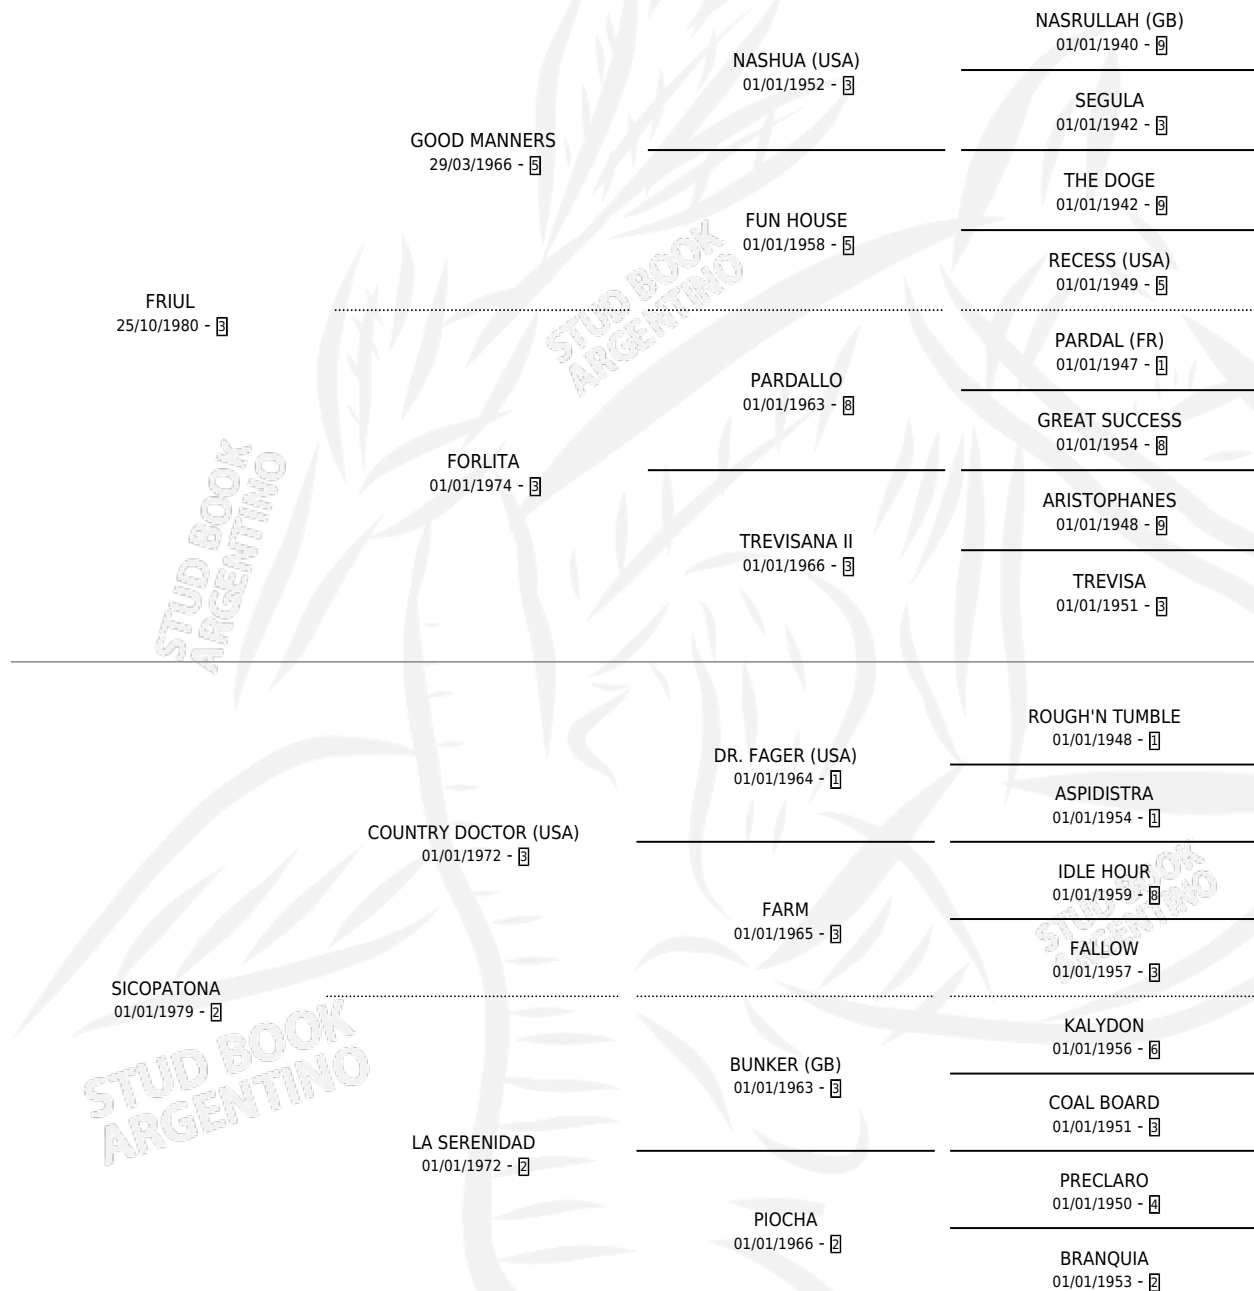 NASRULLAH (GB)
01/01/1940 - 9
NASHUA (USA)
01/01/1952 - 3
SEGULA
01/01/1942 - 3
GOOD MANNERS
29/03/1966 - 5
THE DOGE
01/01/1942 - 9
FUN HOUSE
01/01/1958 - 5
RECESS (USA)
01/01/1949 - 5
FRIUL
25/10/1980 - 3
PARDAL (FR)
01/01/1947 - 1
PARDALLO
01/01/1963 - 8
GREAT SUCCESS
01/01/1954 - 8
FORLITA
01/01/1974 - 3
ARISTOPHANES
01/01/1948 - 9
TREVISANA II
01/01/1966 - 3
TREVISA
01/01/1951 - 3
ROUGH'N TUMBLE
01/01/1948 - 1
DR. FAGER (USA)
01/01/1964 - 1
ASPIDISTRA
01/01/1954 - 1
COUNTRY DOCTOR (USA)
01/01/1972 - 3
IDLE HOUR
01/01/1959 - 8
FARM
01/01/1965 - 3
FALLOW
01/01/1957 - 3
SICOPATONA
01/01/1979 - 2
KALYDON
01/01/1956 - 6
BUNKER (GB)
01/01/1963 - 3
COAL BOARD
01/01/1951 - 3
LA SERENIDAD
01/01/1972 - 2
PRECLARO
01/01/1950 - 4
PIOCHA
01/01/1966 - 2
BRANQUIA
01/01/1953 - 2
STUD BOOK
ARGENTINO
STUD BOOK
ARGENTINO
STUD BOOK
ARGENTINO
STUD BOOK
ARGENTINO